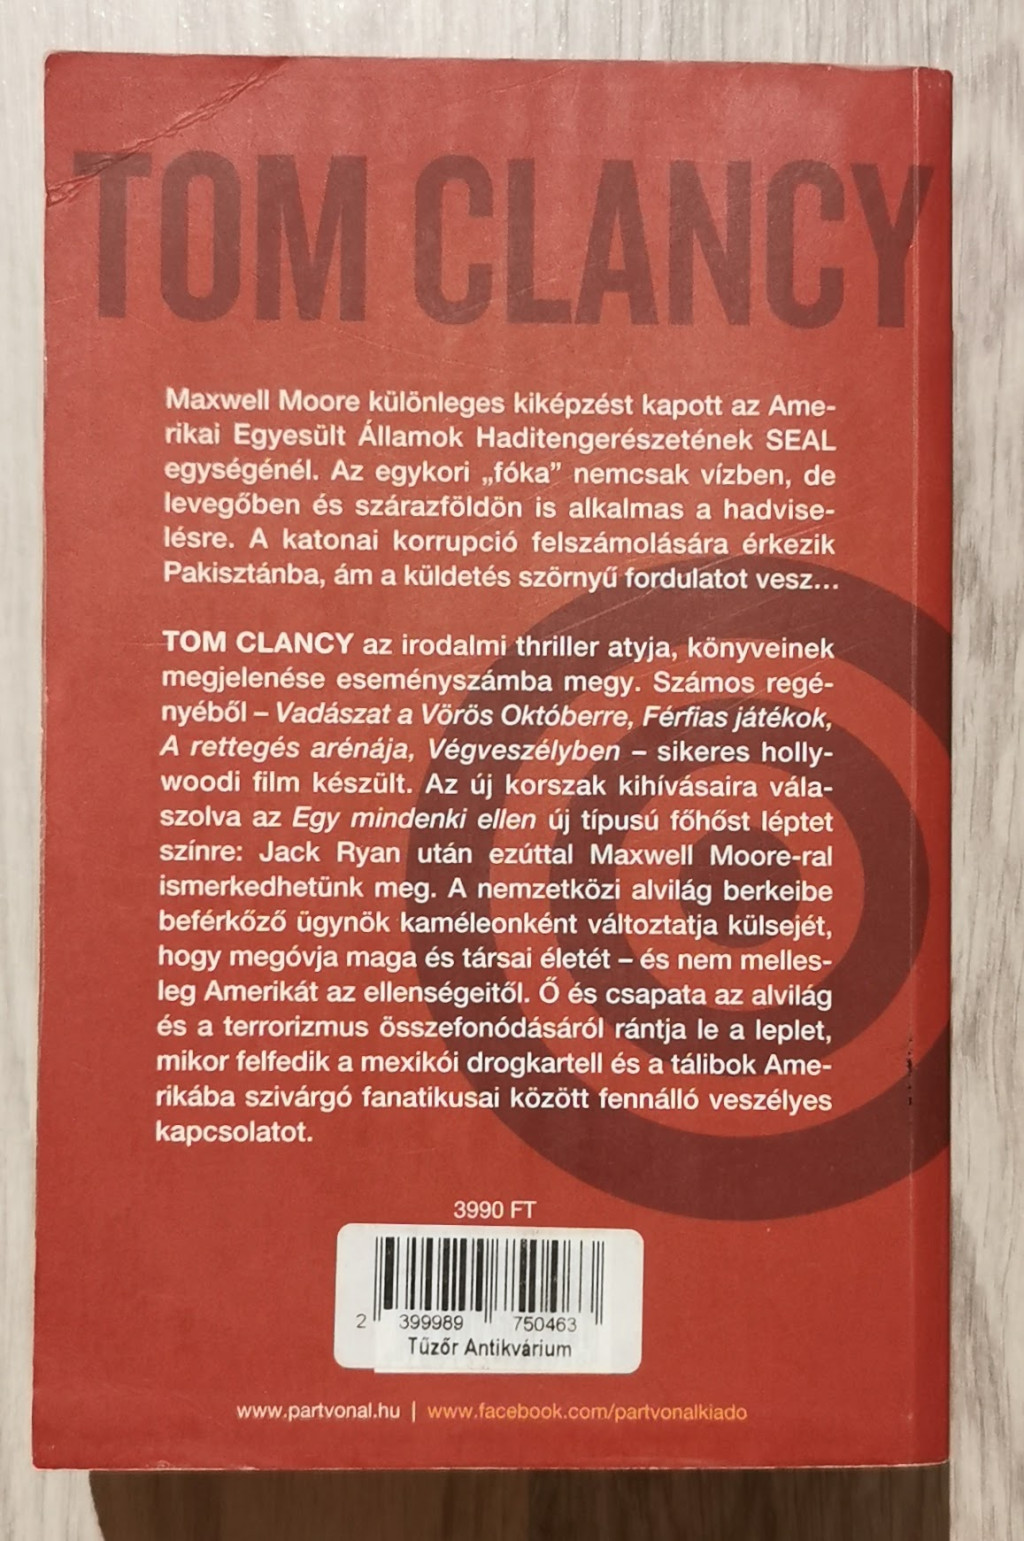 TOM CLANCY
Maxwell Moore különleges kiképzést kapott az Ame-
rikai Egyesült Államok Haditengerészetének SEAL
egységénél. Az egykori „fóka” nemcsak vízben, de
levegőben és szárazföldön is alkalmas a hadvise-
lésre. A katonai korrupció felszámolására érkezik
Pakisztánba, ám a küldetés szörnyű fordulatot vesz...
TOM CLANCY az irodalmi thriller atyja, könyveinek
megjelenése eseményszámba megy. Számos regé-
nyéből – Vadászat a Vörös Októberre, Férfias játékok,
A rettegés arénája, Végveszélyben – sikeres holly-
woodi film készült. Az új korszak kihívásaira vála-
szolva az Egy mindenki ellen új típusú főhőst léptet
színre: Jack Ryan után ezúttal Maxwell Moore-ral
ismerkedhetünk meg. A nemzetközi alvilág berkeibe
beférkőző ügynök kaméleonként változtatja külsejét,
hogy megóvja maga és társai életét – és nem melles-
leg Amerikát az ellenségeitől. Ő és csapata az alvilág
és a terrorizmus összefonódásáról rántja le a leplet,
mikor felfedik a mexikói drogkartell és a tálibok Ame-
rikába szivárgó fanatikusai között fennálló veszélyes
kapcsolatot.
3990 FT
2 399989 750463
Tűzőr Antikvárium
www.partvonal.hu | www.facebook.com/partvonalkiado